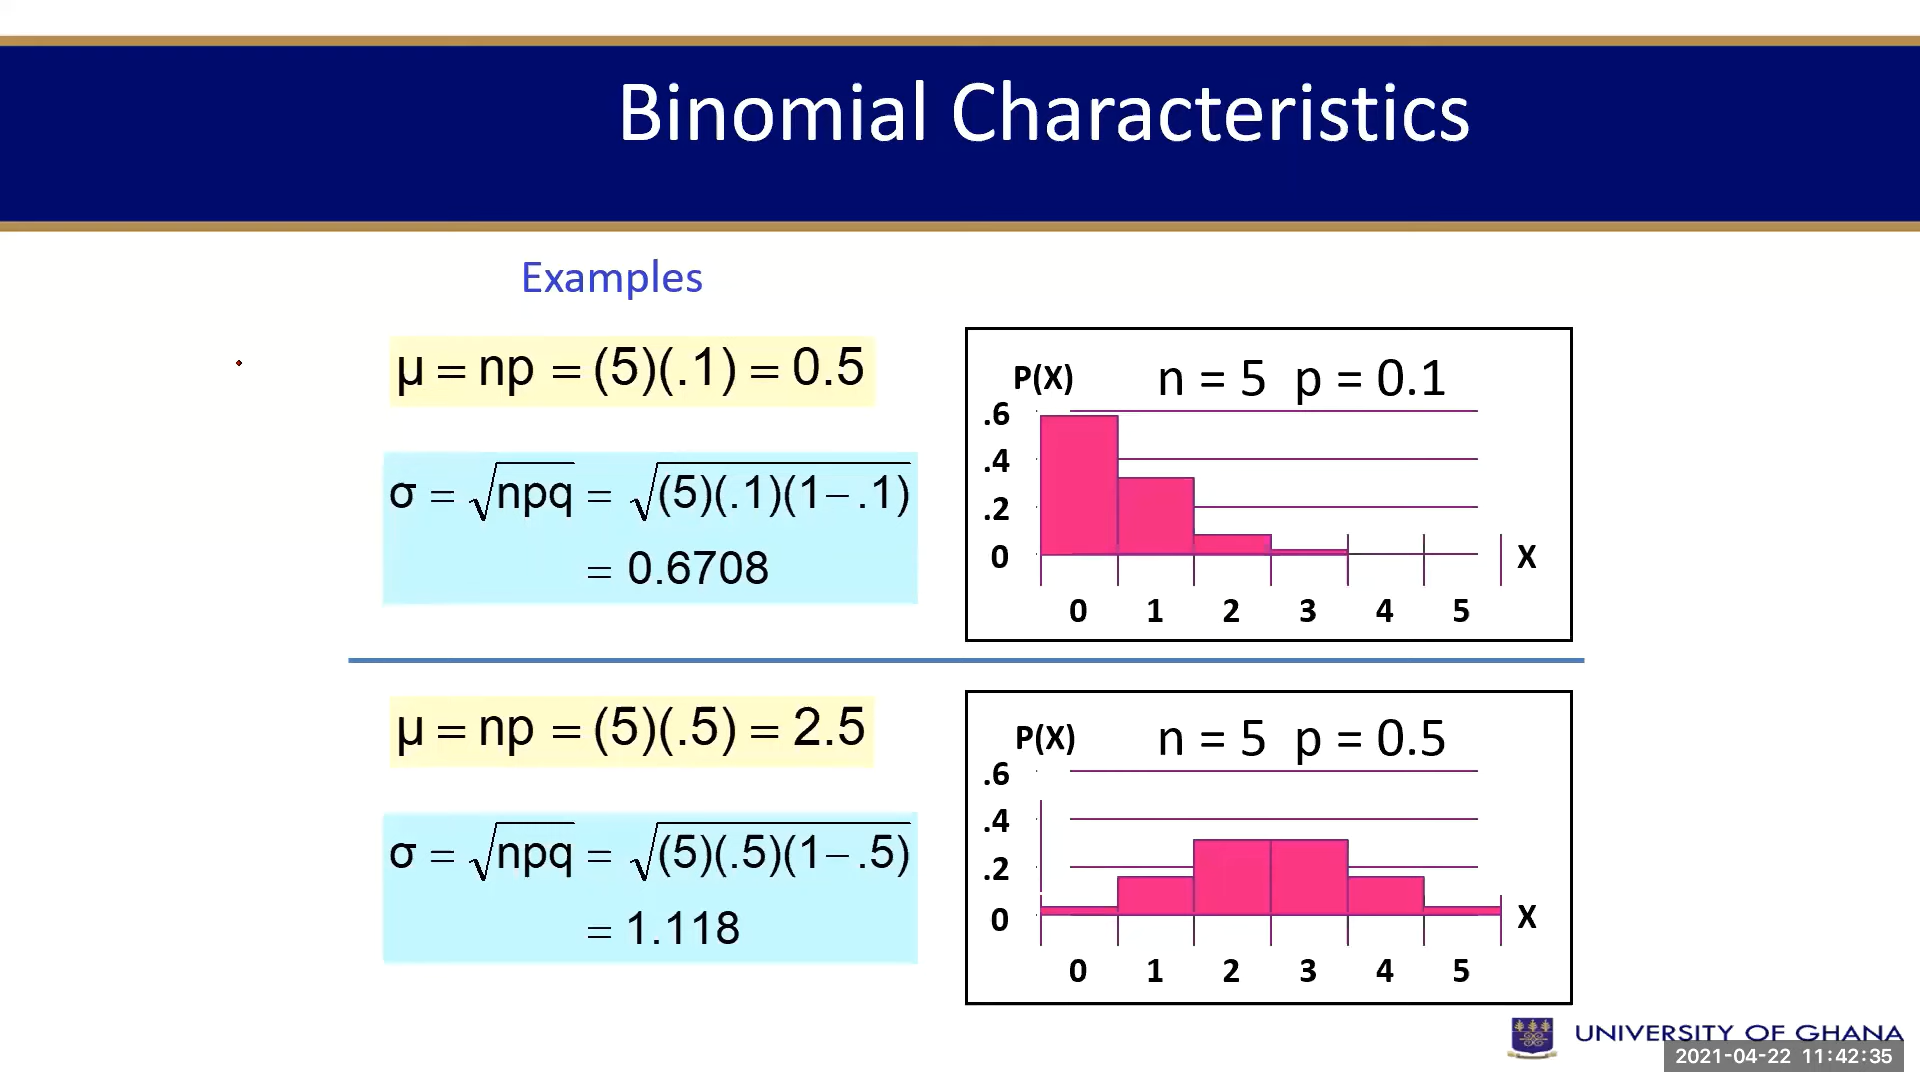 Binomial Characteristics
Examples
μ = np = (5)(.1) = 0.5
σ = √npq = √(5)(.1)(1− .1)
= 0.6708
P(X) n = 5 p = 0.1
.6
.4
.2
0 X
0 1 2 3 4 5
μ = np = (5)(.5) = 2.5
σ = √npq = √(5)(.5)(1− .5)
= 1.118
P(X) n = 5 p = 0.5
.6
.4
.2
0 X
0 1 2 3 4 5
UNIVERSITY OF GHANA
2021-04-22 11:42:35